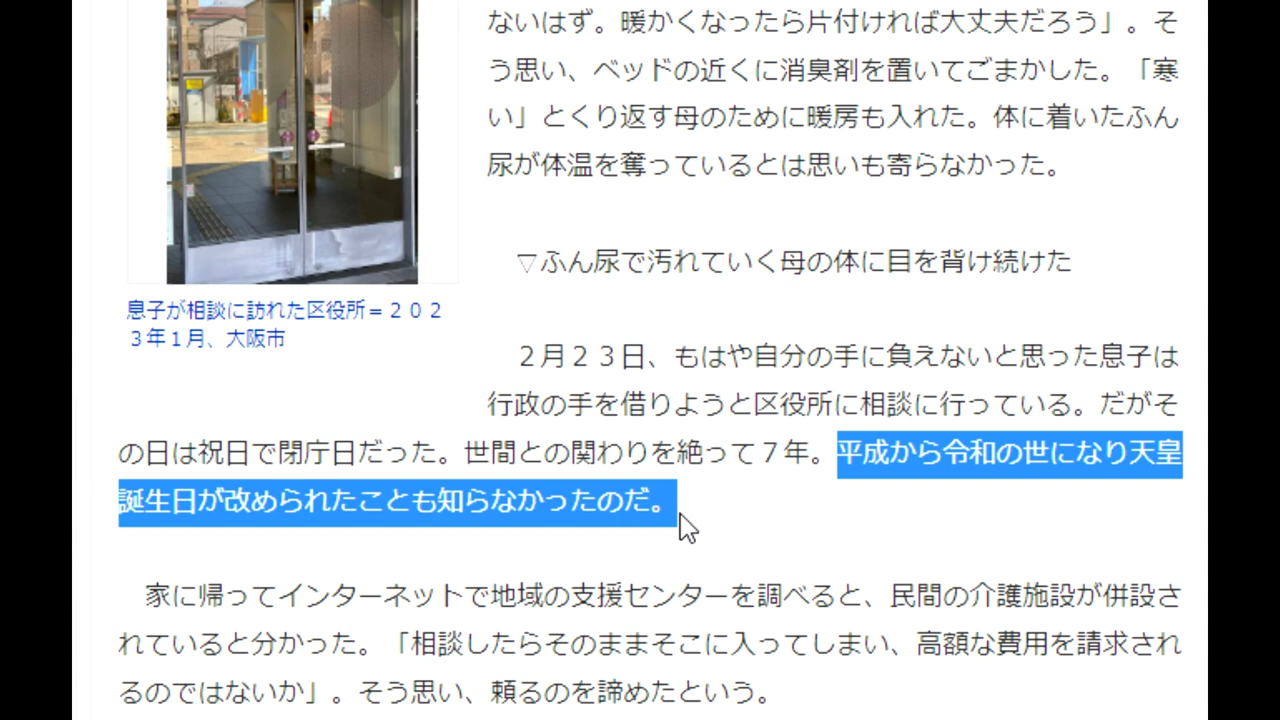 ないはず。暖かくなったら片付ければ大丈夫だろう」。そ
う思い、ベッドの近くに消臭剤を置いてごまかした。「寒
い」とくり返す母のために暖房も入れた。体に着いたふん
尿が体温を奪っているとは思いも寄らなかった。
▽ふん尿で汚れていく母の体に目を背け続けた
息子が相談に訪れた区役所＝２０２
３年１月、大阪市
２月２３日、もはや自分の手に負えないと思った息子は
行政の手を借りようと区役所に相談に行っている。だがそ
の日は祝日で閉庁日だった。世間との関わりを絶って７年。平成から令和の世になり天皇
誕生日が改められたことも知らなかったのだ。
家に帰ってインターネットで地域の支援センターを調べると、民間の介護施設が併設さ
れていると分かった。「相談したらそのままそこに入ってしまい、高額な費用を請求され
るのではないか」。そう思い、頼るのを諦めたという。